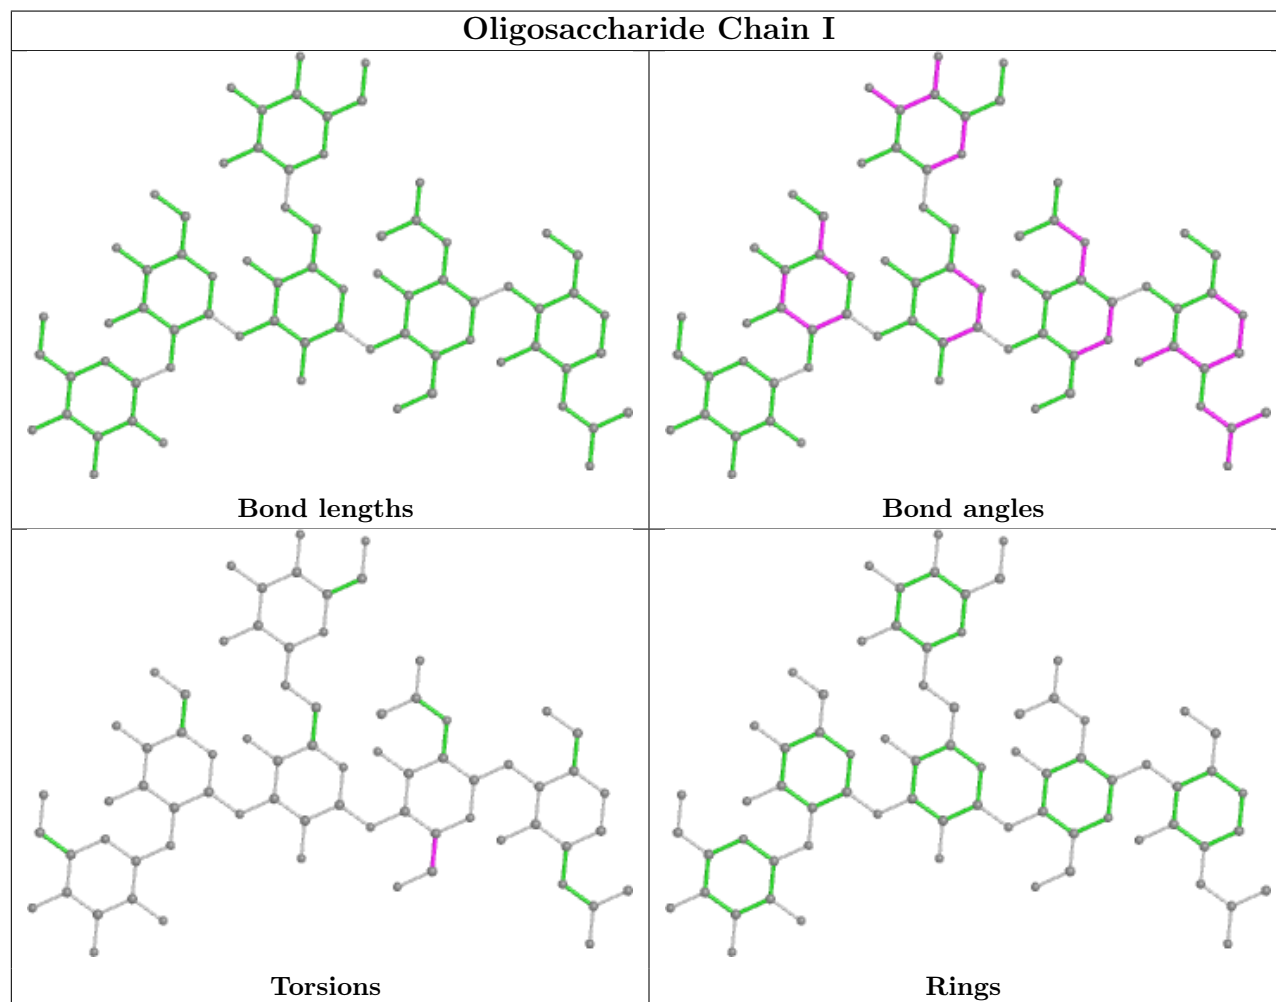 Oligosaccharide Chain I
Bond lengths
Bond angles
Torsions
Rings